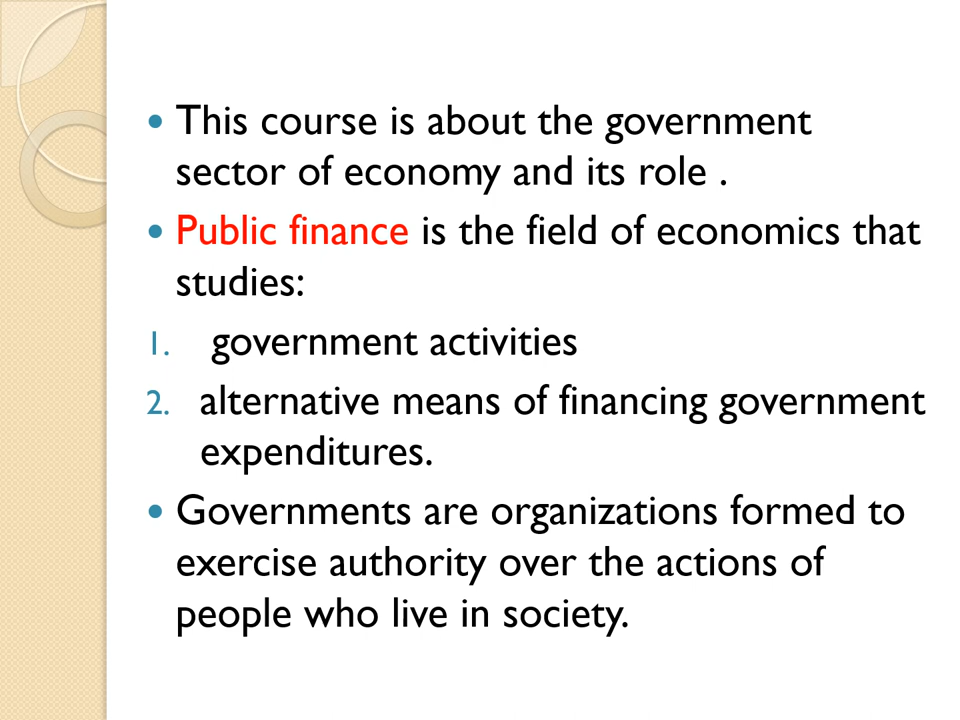 • This course is about the government
sector of economy and its role .
• Public finance is the field of economics that
studies:
1. government activities
2. alternative means of financing government
expenditures.
• Governments are organizations formed to
exercise authority over the actions of
people who live in society.